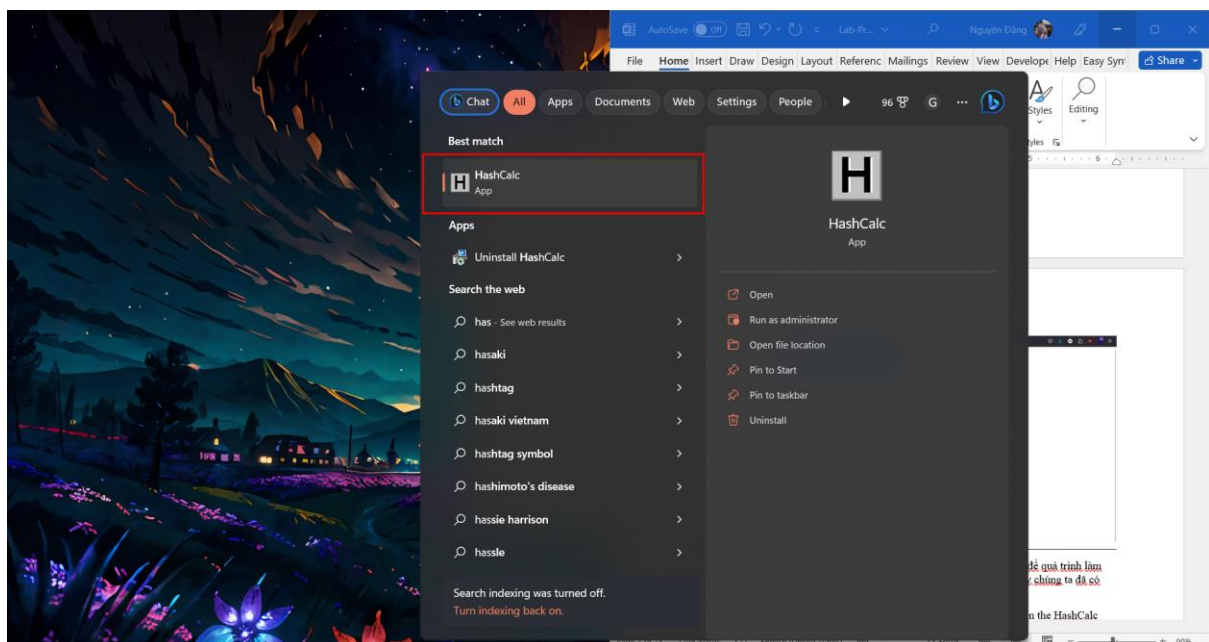 AutoSave Off Lab-Pr... Nguyên Đăng
File Home Insert Draw Design Layout Referenc Mailings Review View Develope Help Easy Syn Share
Chat All Apps Documents Web Settings People 96 G ...
Styles Editing
Best match
HashCalc
App
HashCalc
App
Apps
Uninstall HashCalc
Search the web
has - See web results
hasaki
hashtag
hasaki vietnam
hashtag symbol
hashimoto's disease
hassie harrison
hassle
Open
Run as administrator
Open file location
Pin to Start
Pin to taskbar
Uninstall
Search indexing was turned off.
Turn indexing back on.
để quá trình làm
chúng ta đã có
n the HashCalc
90%